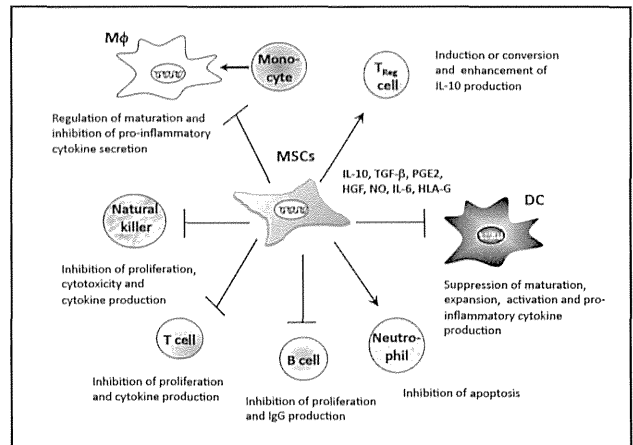 Mφ
Mono-
cyte
T Reg
cell
Induction or conversion
and enhancement of
IL-10 production
Regulation of maturation and
inhibition of pro-inflammatory
cytokine secretion
MSCs
IL-10, TGF-β, PGE2,
HGF, NO, IL-6, HLA-G
DC
Natural
killer
Inhibition of proliferation,
cytotoxicity and
cytokine production
Suppression of maturation,
expansion, activation and pro-
inflammatory cytokine
production
T cell
B cell
Neutro-
phil
Inhibition of proliferation
and cytokine production
Inhibition of proliferation
and IgG production
Inhibition of apoptosis